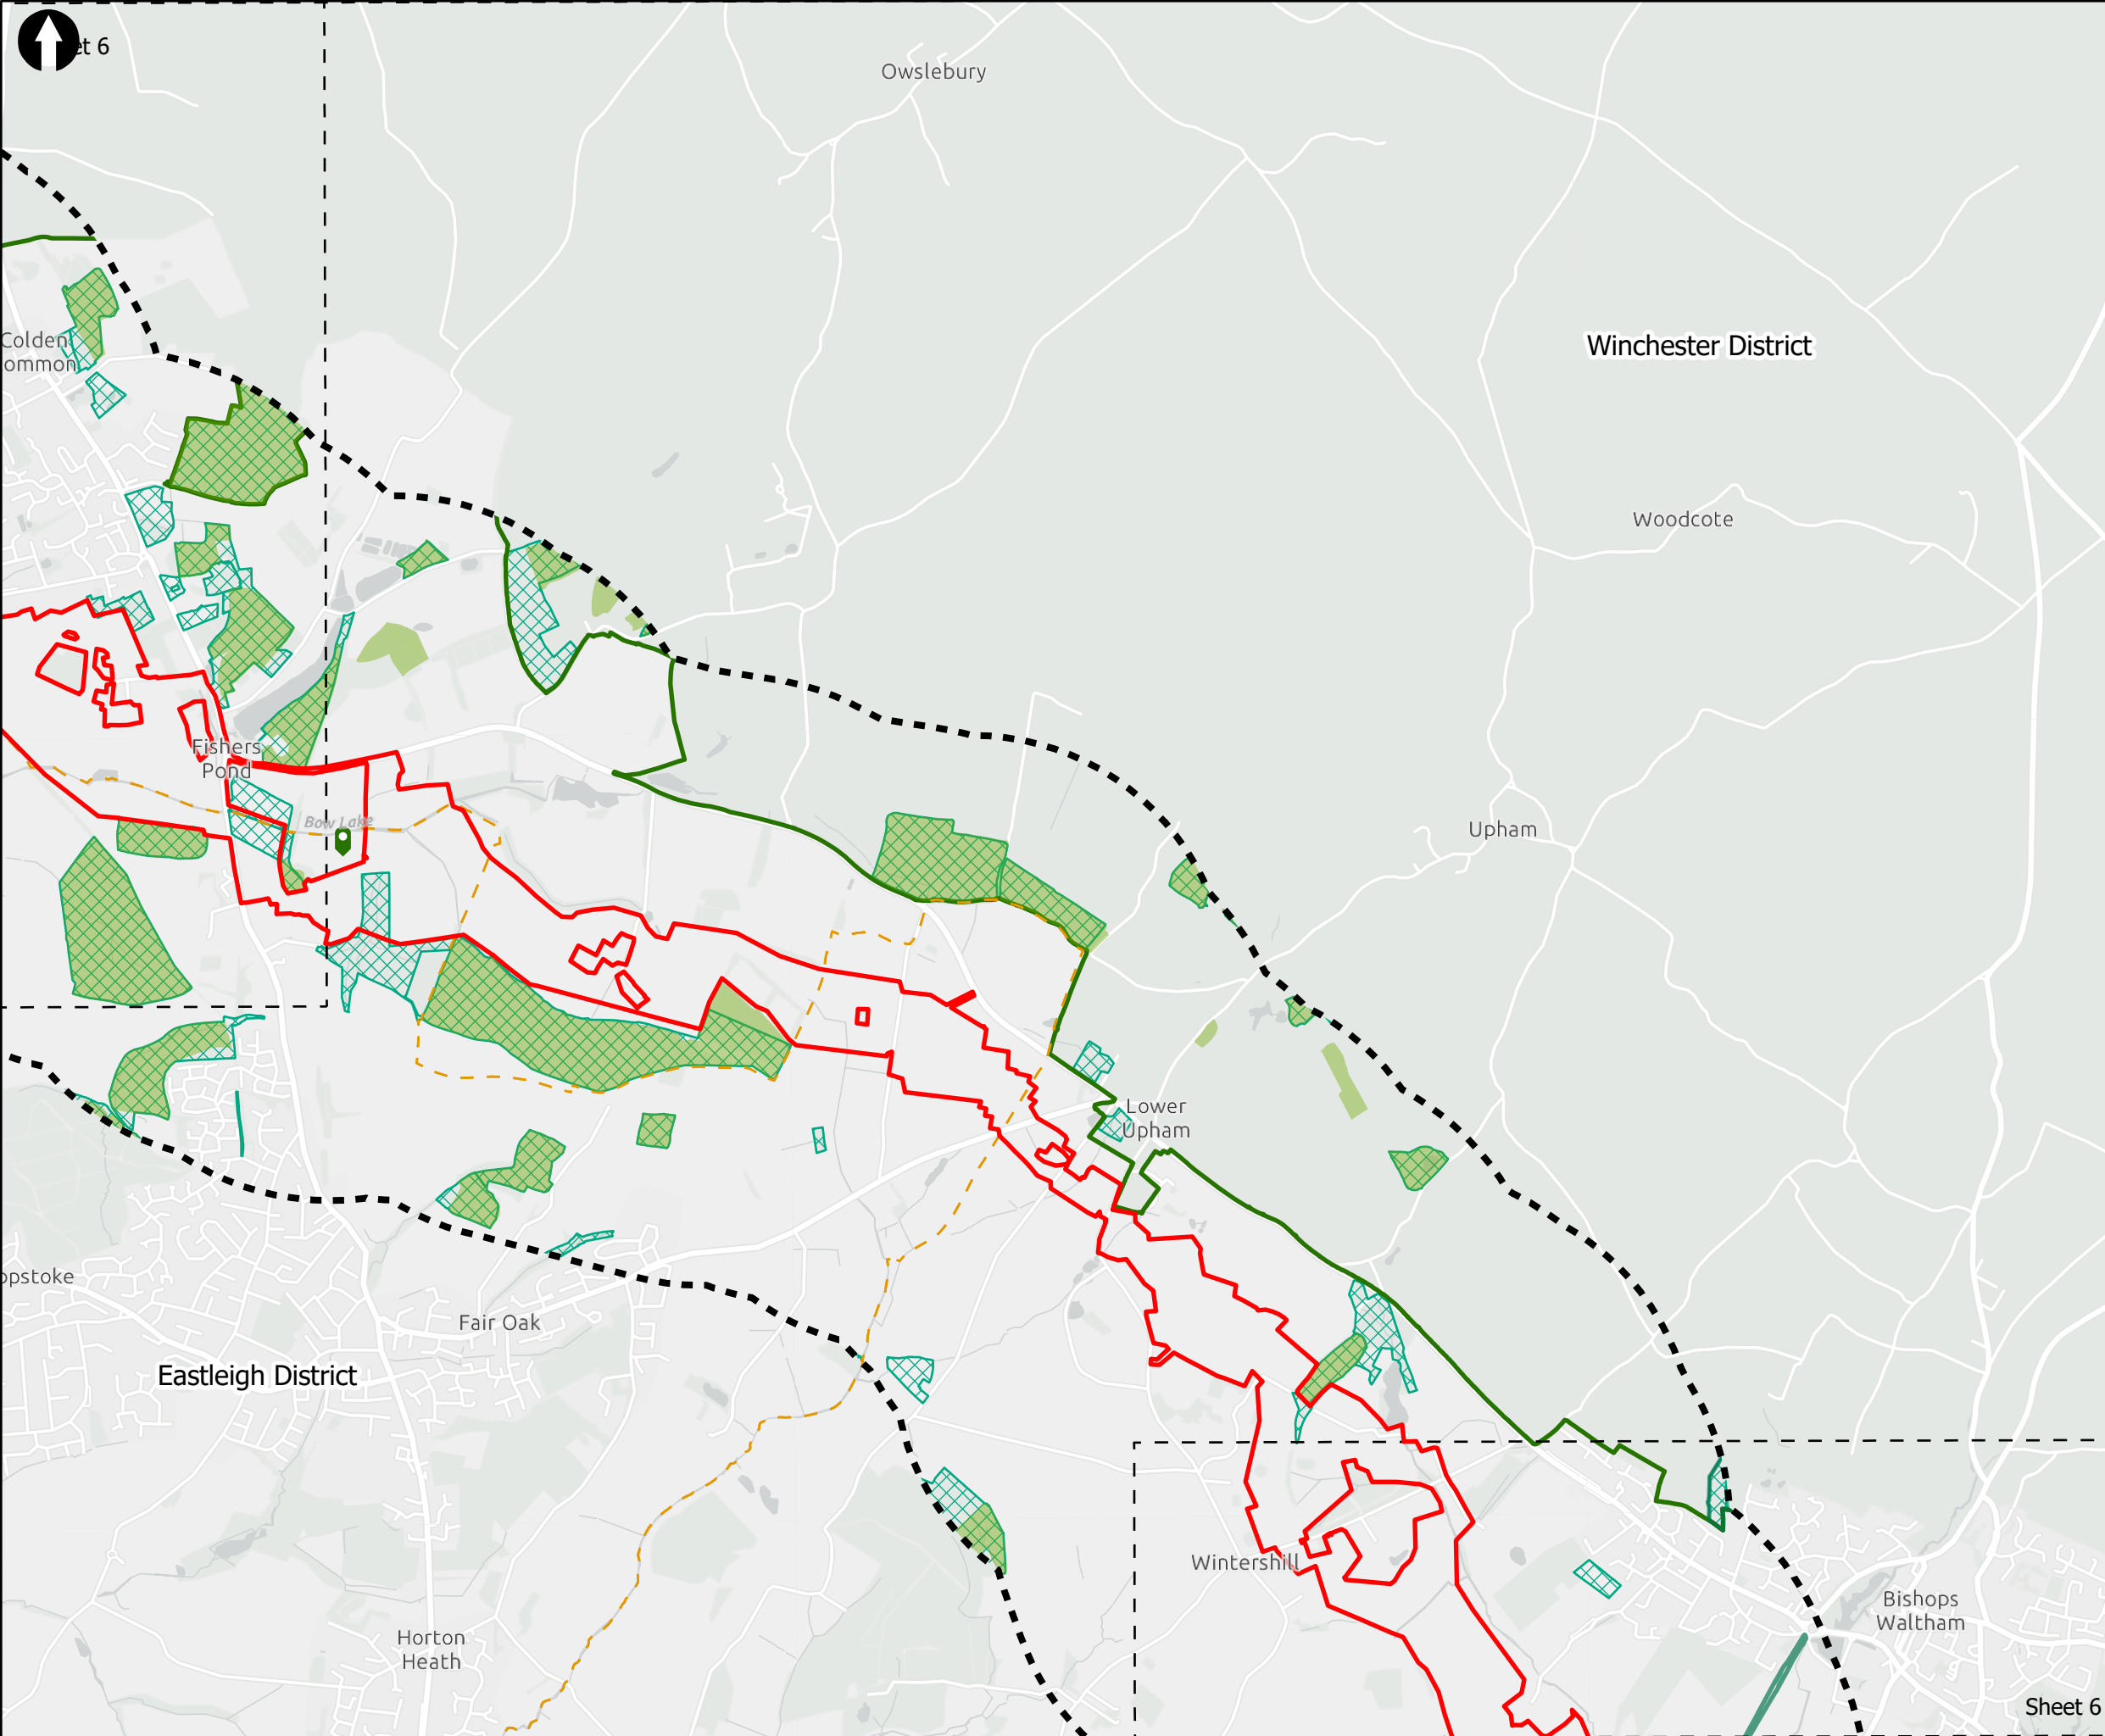 et 6
Owslebury
Colden
ommon
Winchester District
Woodcote
Fishers
Pond
Bow Lake
Upham
Lower
Upham
opstoke
Fair Oak
Eastleigh District
Wintershill
Bishops
Waltham
Horton
Heath
Sheet 6